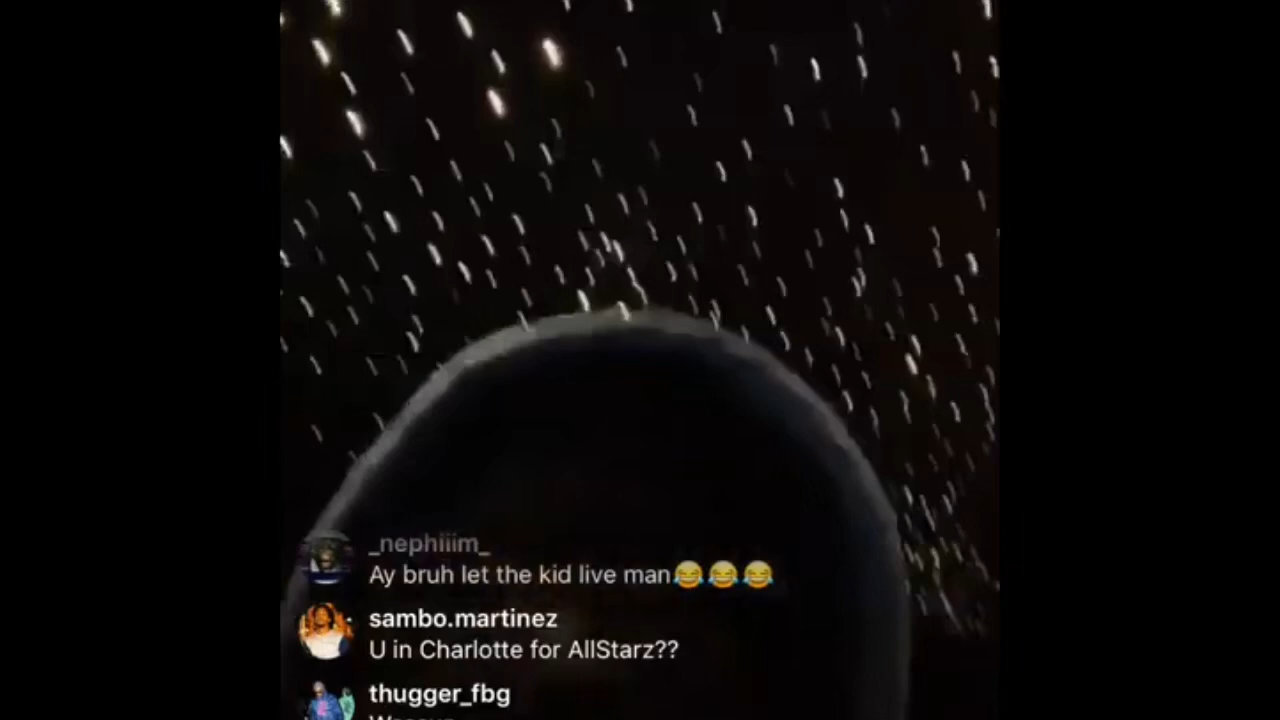 _nephiiim_
Ay bruh let the kid live man😂😂😂
sambo.martinez
U in Charlotte for AllStarz??
thugger_fbg